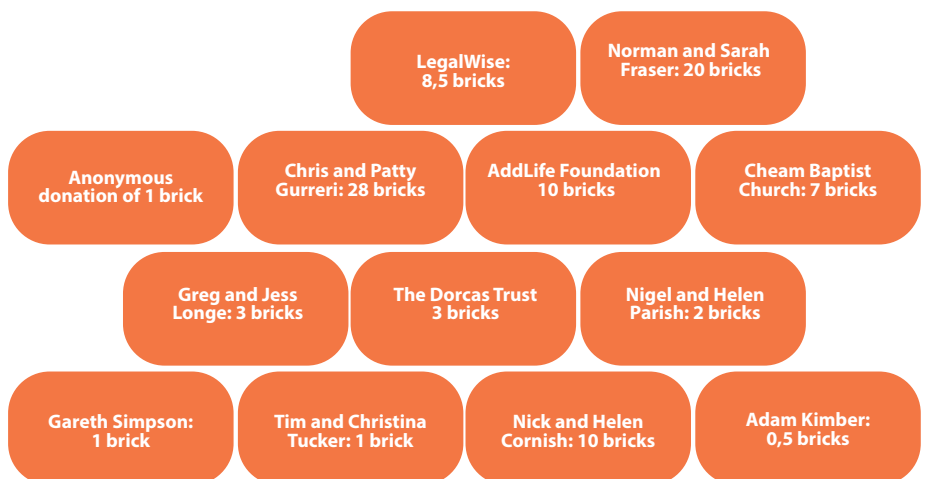 LegalWise:
8,5 bricks
Norman and Sarah
Fraser: 20 bricks
Anonymous
donation of 1 brick
Chris and Patty
Gurreri: 28 bricks
AddLife Foundation
10 bricks
Cheam Baptist
Church: 7 bricks
Greg and Jess
Longe: 3 bricks
The Dorcas Trust
3 bricks
Nigel and Helen
Parish: 2 bricks
Gareth Simpson:
1 brick
Tim and Christina
Tucker: 1 brick
Nick and Helen
Cornish: 10 bricks
Adam Kimber:
0,5 bricks